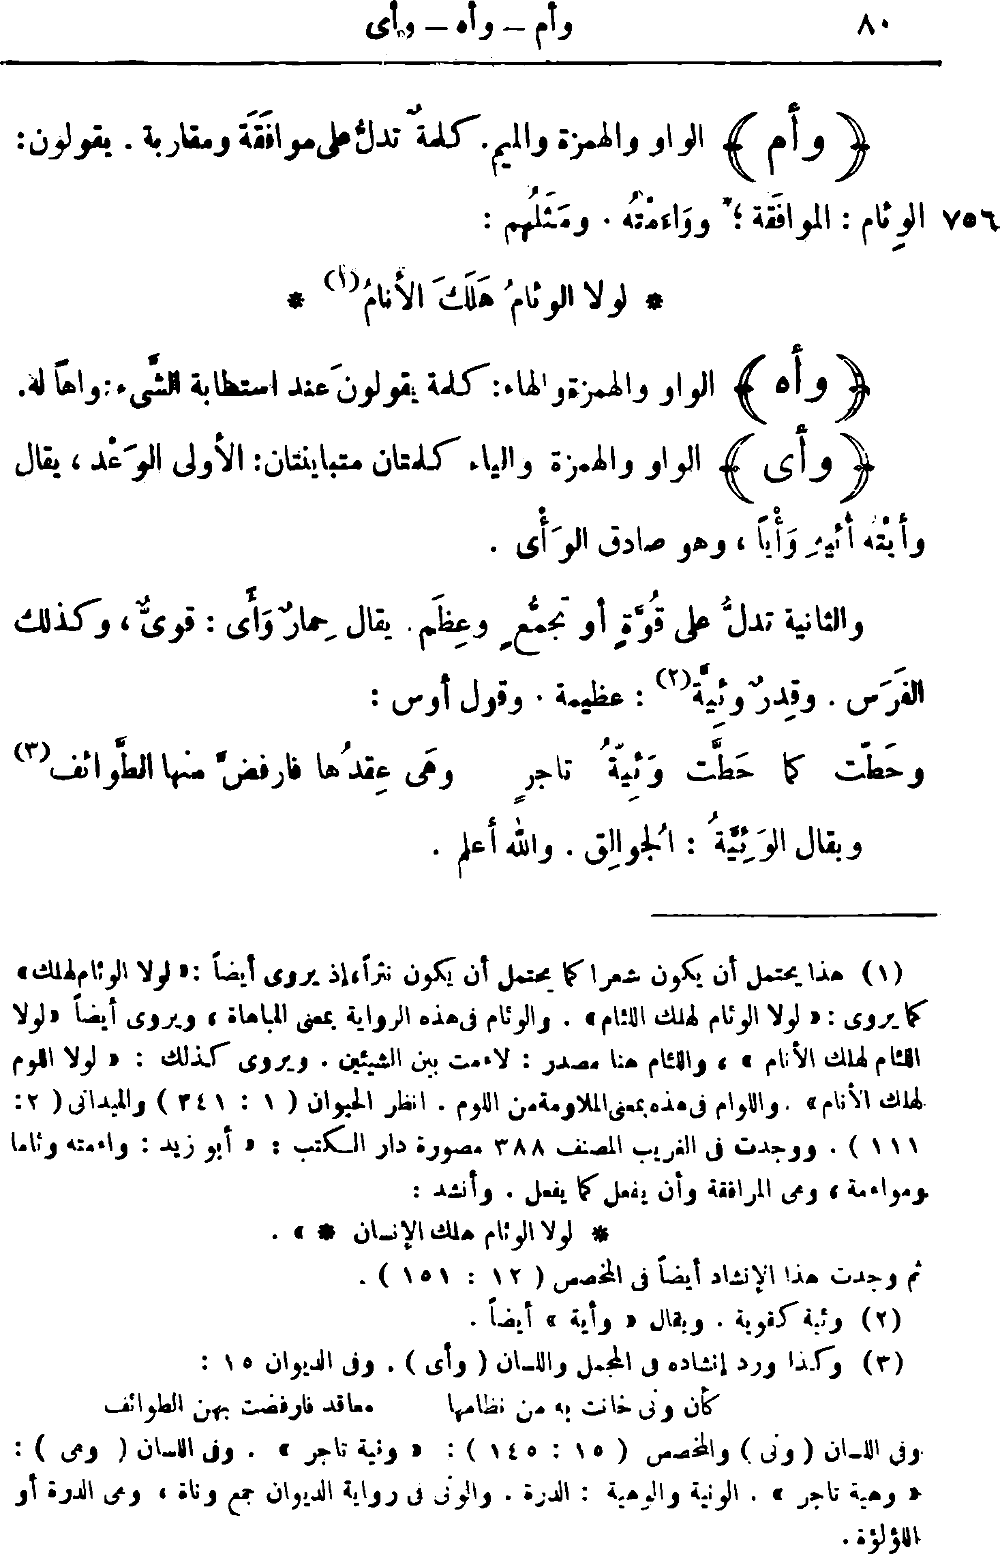 ٨٠ وأم – وأه – وأى
﴿ وأم ﴾ الواو والهمزة والميم. كلمةٌ تدلُّ على موافَقَة ومقاربة . يقولون:
٧٥٦ الوِئام : الموافَقة ؛ ووَاءَمْتُه . ومَثَلُهم :
* لولا الوئامُ هَلَكَ الأنامُ(١) *
﴿ وأه ﴾ الواو والهمزة والهاء: كلمة يقولونَ عند استطابة الشَّىء: واهاً له.
﴿ وأى ﴾ الواو والهمزة والياء كلمتان متباينتان: الأولى الوَعْد ، يقال
وأيْتُه أئِيهِ وَأْياً ، وهو صادق الوَأْى .
والثانية تدلُّ على قُوّةٍ أو تجمُّعٍ وعِظَم. يقال حِمارٌ وَأًى : قوىٌّ ، وكذلك
الفَرَس . وقِدرٌ وئِيَّة(٢) : عظيمة . وقول أوس :
وحَطّت كما حَطَّت وَئِيّةُ تاجرٍ وهَى عِقدُها فارفضَّ منها الطَّوائف(٣)
ويقال الوَئِيَّةُ : الجوالِق . والله أعلم .
(١) هذا يحتمل أن يكون شعرا كما يحتمل أن يكون نثراً، إذ يروى أيضاً : « لولا الوئام لهلك »
كما يروى : « لولا الوئام لهلك اللئام » . والوئام فى هذه الرواية بمعنى المباهاة ، ويروى أيضاً « لولا
اللئام لهلك الأنام » ، واللئام هنا مصدر : لاءمت بين الشيئين . ويروى كذلك : « لولا اللوم
لهلك الأنام » . واللوام فى هذه بمعنى الملاومة من اللوم . انظر الحيوان ( ١ : ٣٤١ ) والميدانى ( ٢ :
١١١ ) . ووجدت فى الغريب المصنف ٣٨٨ مصورة دار الكتب : « أبو زيد : واءمته وئاما
ومواءمة ، وهى المرافقة وأن يفعل كما يفعل . وأنشد :
* لولا الوئام هلك الإنسان * » .
ثم وجدت هذا الإنشاد أيضاً فى المخصص ( ١٢ : ١٥١ ) .
(٢) وئية كقوية . ويقال « وأية » أيضاً .
(٣) وكذا ورد إنشاده فى المجمل واللسان ( وأى ) . وفى الديوان ١٥ :
كأن ونى خانت به من نظامها معاقد فارفضت بهن الطوائف
وفى اللسان ( ونى ) والمخصص ( ١٥ : ١٤٥ ) : « ونية تاجر » . وفى اللسان ( وهى ) :
« وهية تاجر » . الونية والوهية : الدرة . والونى فى رواية الديوان جمع وناة ، وهى الدرة أو
اللؤلؤة .